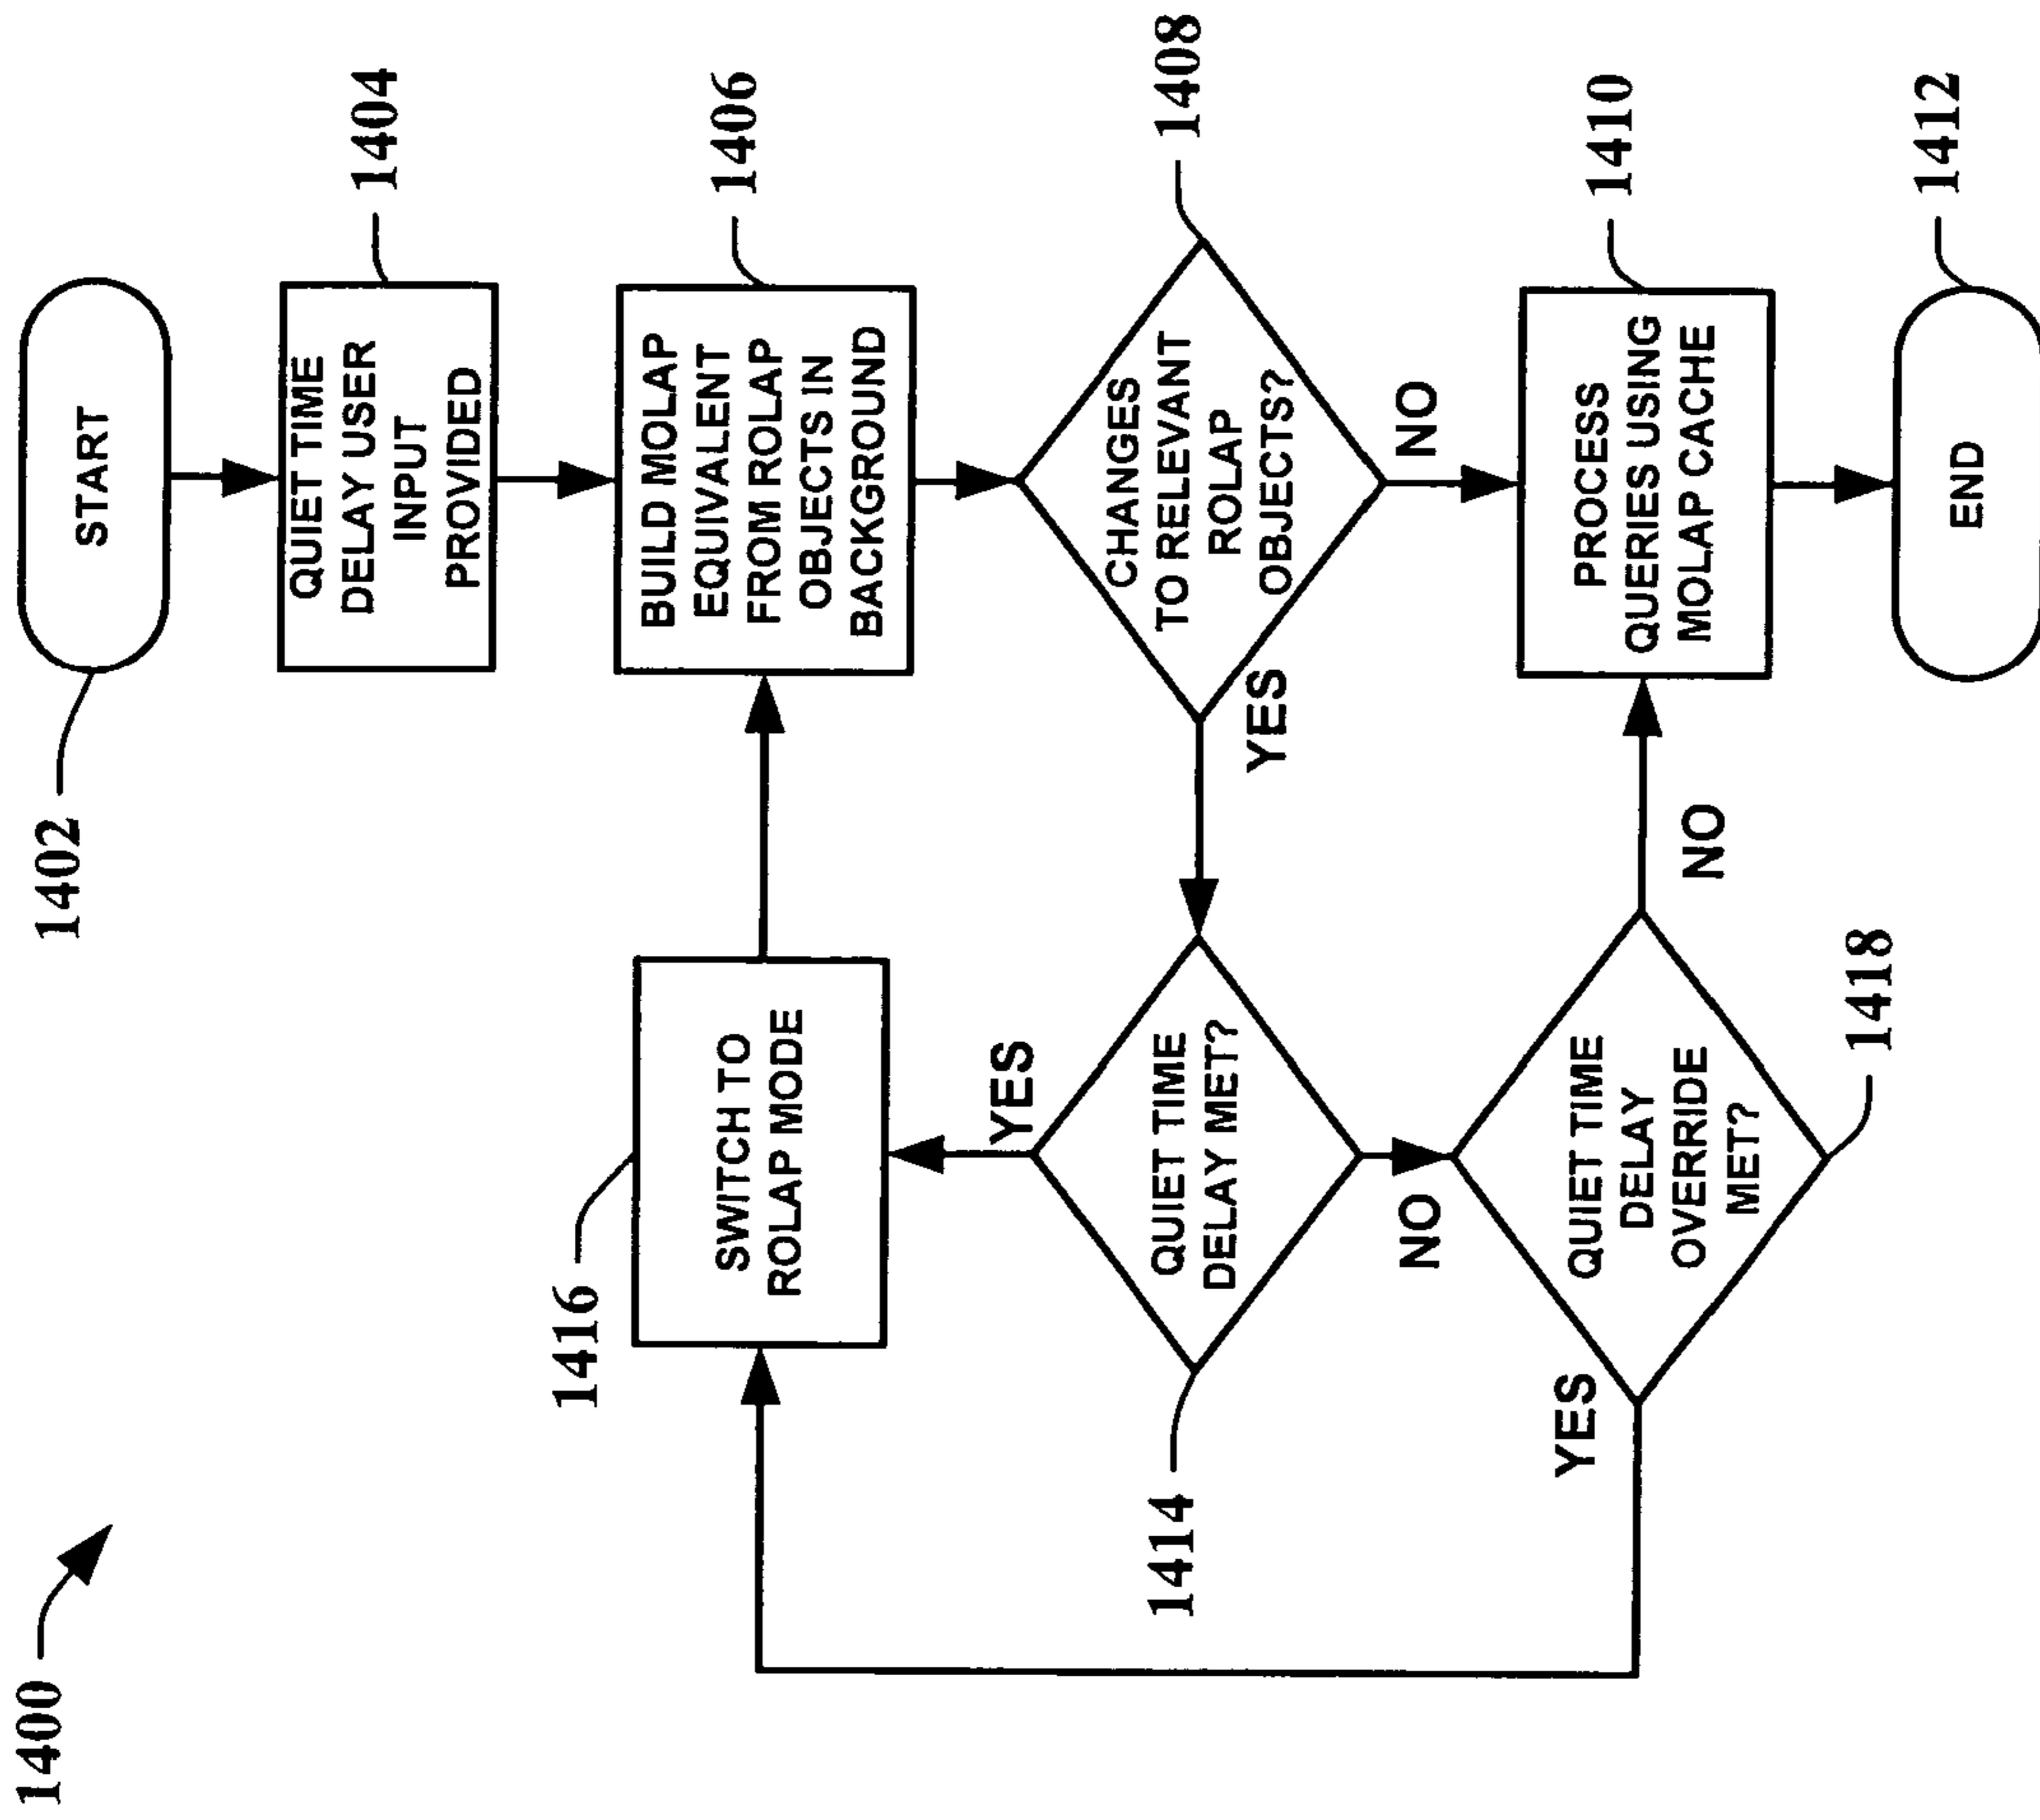 1400
1402
START
1404
QUIET TIME
DELAY USER
INPUT
PROVIDED
1406
BUILD MOLAP
EQUIVALENT
FROM ROLAP
OBJECTS IN
BACKGROUND
1408
CHANGES
TO RELEVANT
ROLAP
OBJECTS?
YES
NO
1410
PROCESS
QUERIES USING
MOLAP CACHE
1412
END
1416
SWITCH TO
ROLAP MODE
YES
1414
QUIET TIME
DELAY MET?
NO
1418
QUIET TIME
DELAY
OVERRIDE
MET?
YES
NO